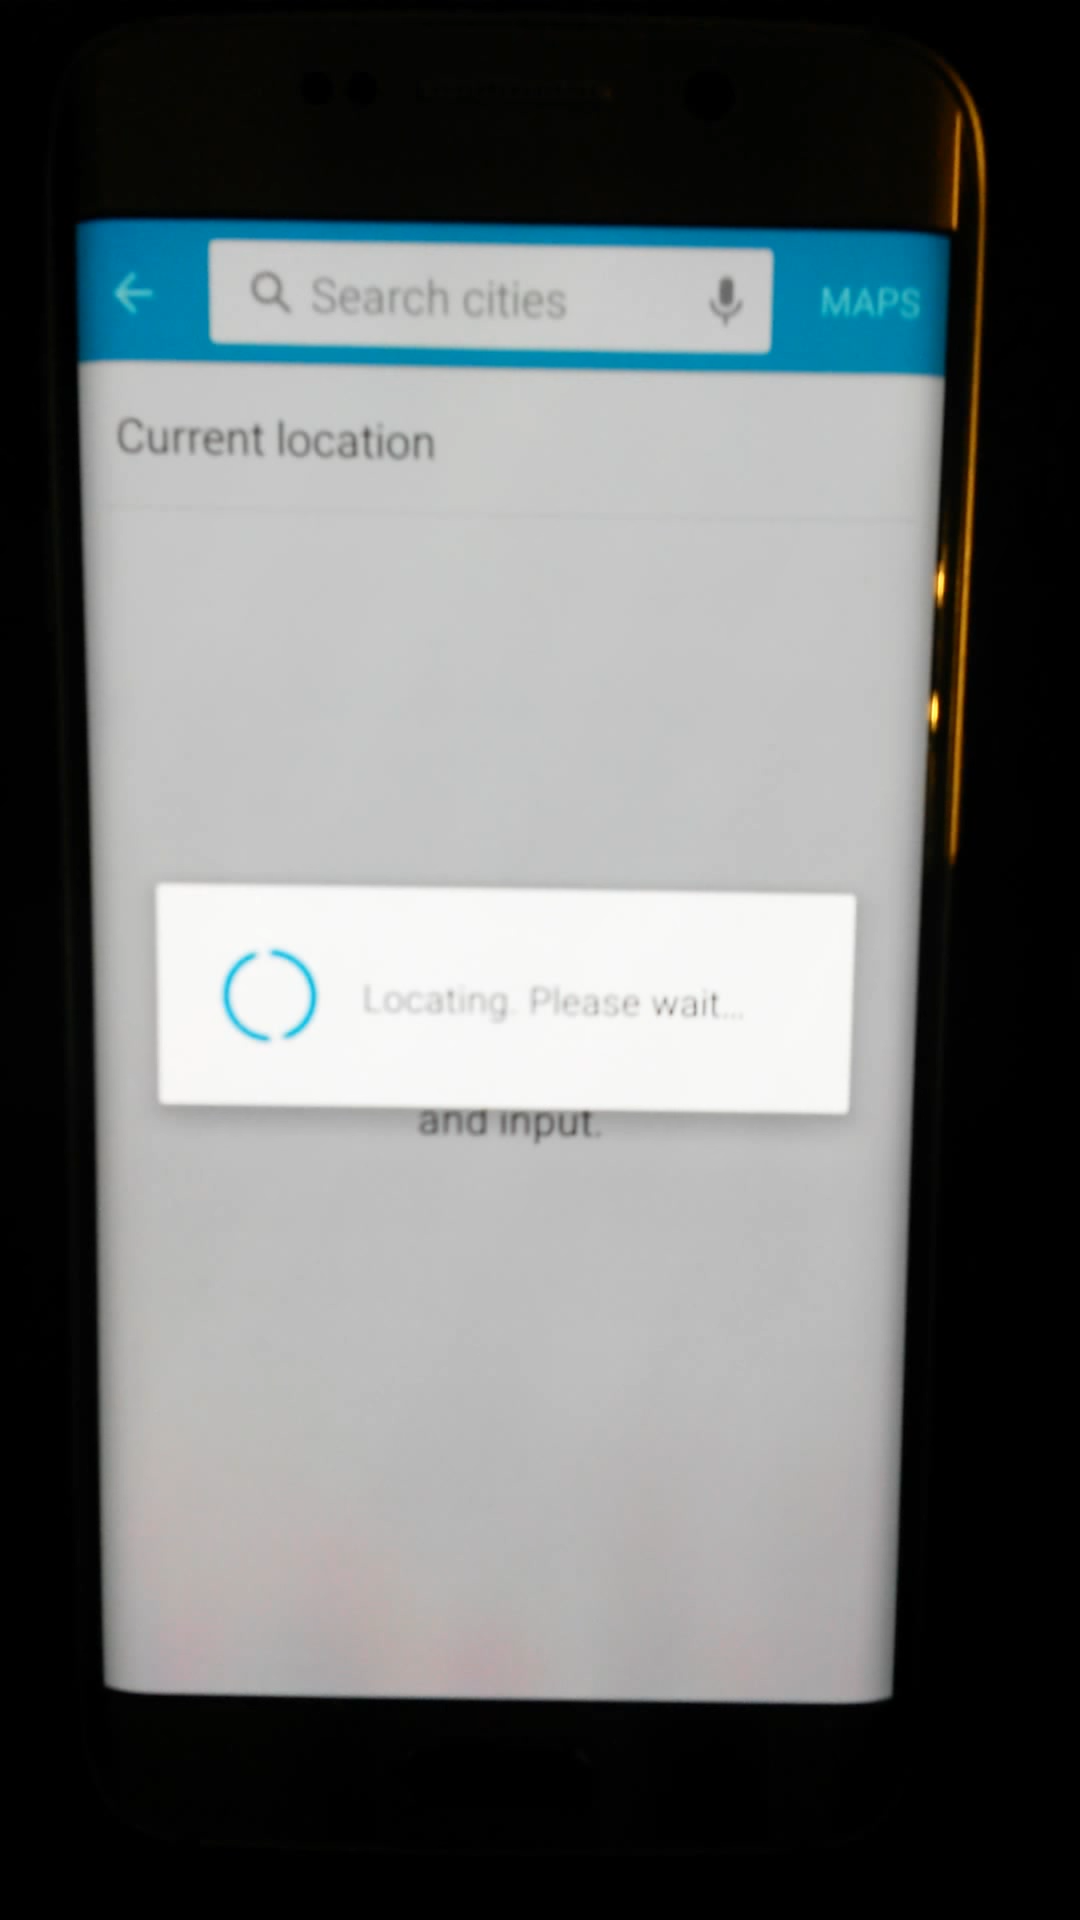 Search cities
MAPS
Current location
Locating. Please wait...
and input.